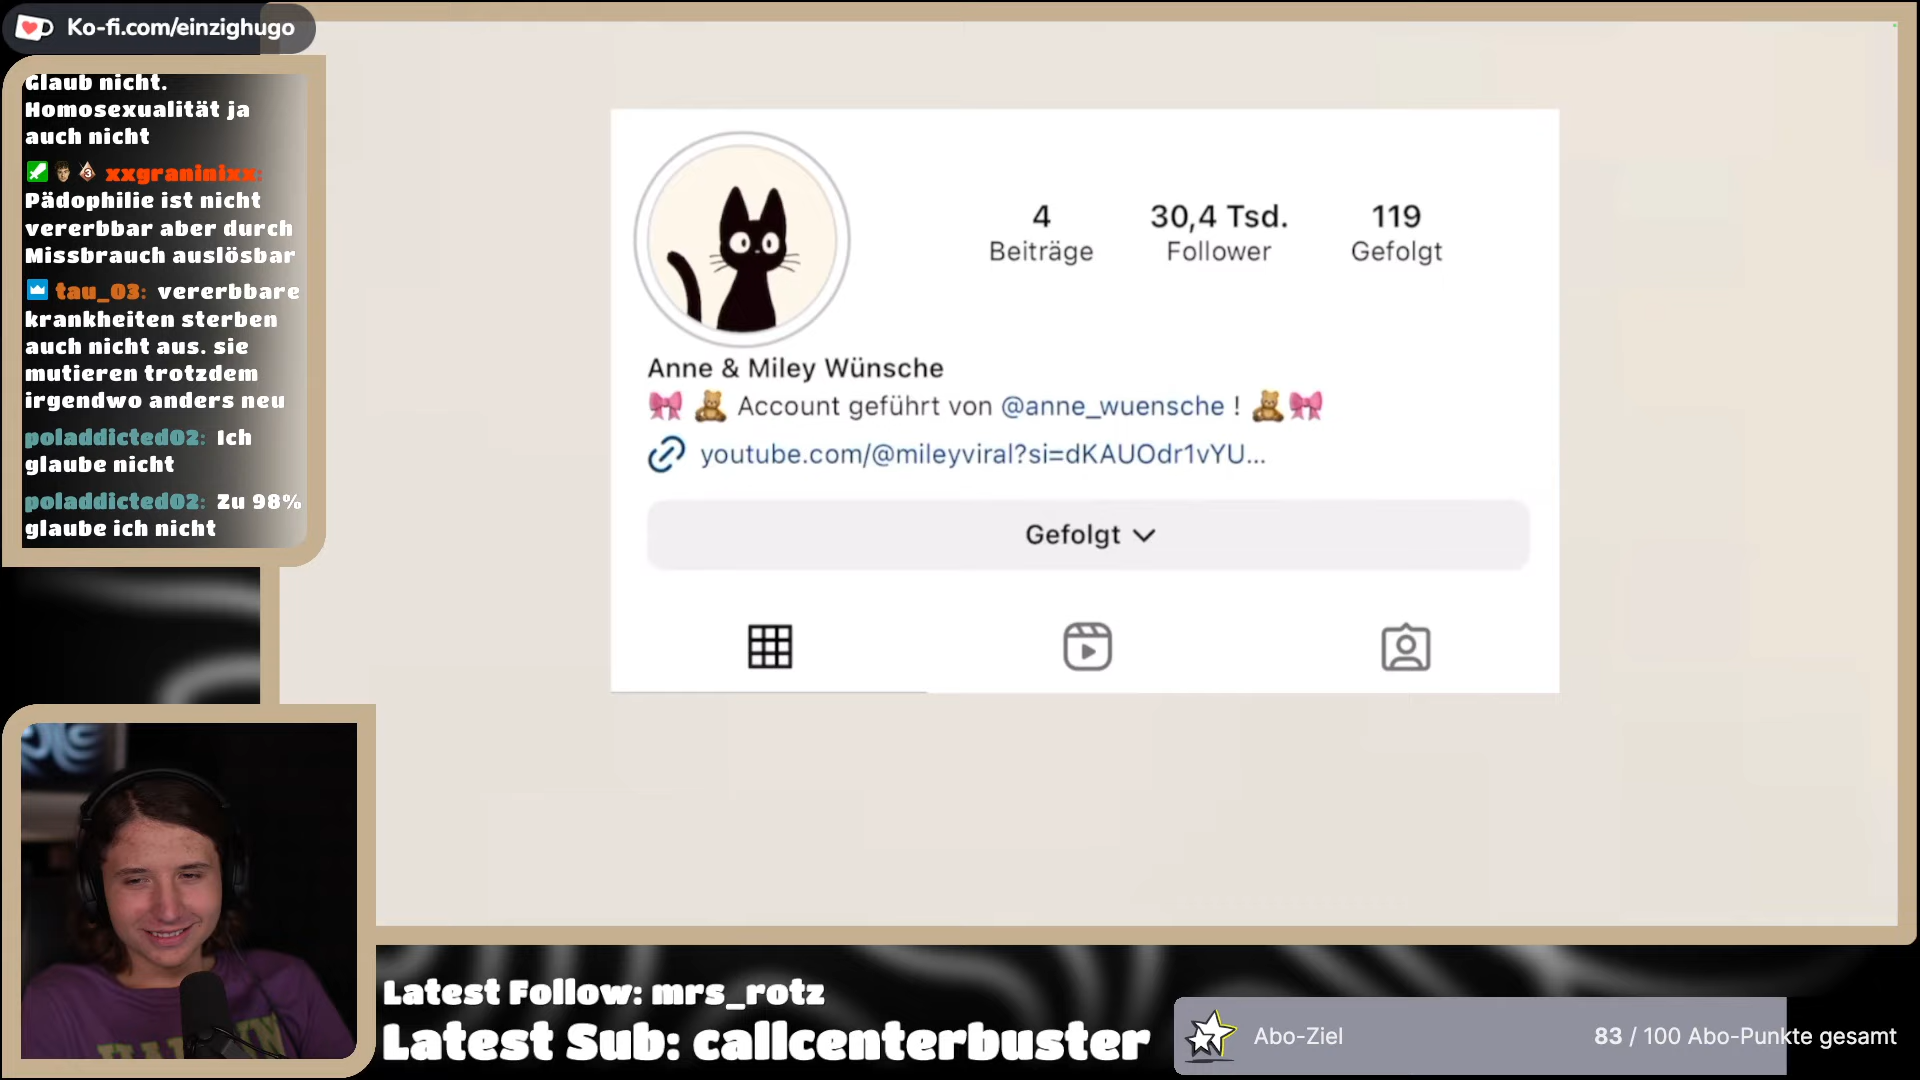 Ko-fi.com/einzighugo
Glaub nicht.
Homosexualität ja
auch nicht
xxgraninixx:
Pädophilie ist nicht
vererbbar aber durch
Missbrauch auslösbar
tau_03: vererbbare
krankheiten sterben
auch nicht aus. sie
mutieren trotzdem
irgendwo anders neu
poladdicted02: Ich
glaube nicht
poladdicted02: Zu 98%
glaube ich nicht
4
Beiträge
30,4 Tsd.
Follower
119
Gefolgt
Anne & Miley Wünsche
Account geführt von @anne_wuensche !
youtube.com/@mileyviral?si=dKAUOdr1vYU...
Gefolgt
Latest Follow: mrs_rotz
Latest Sub: callcenterbuster
Abo-Ziel
83 / 100 Abo-Punkte gesamt